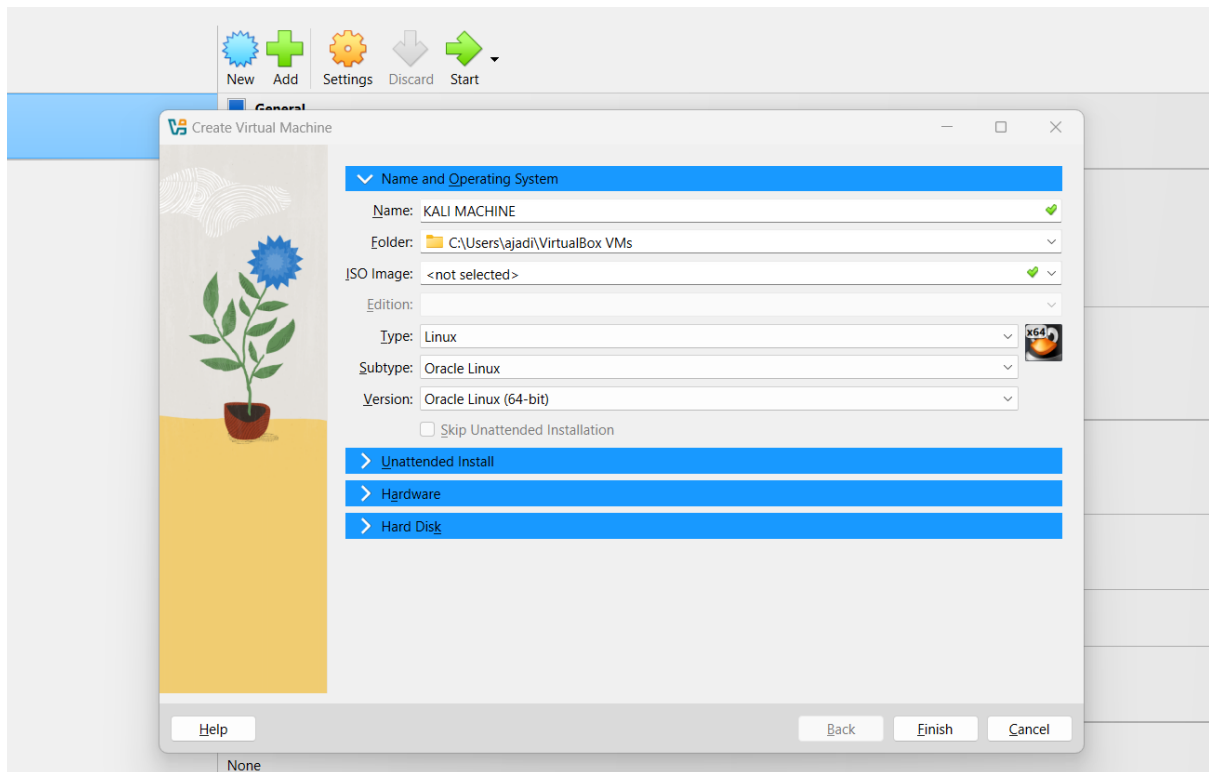 New Add Settings Discard Start
General
Create Virtual Machine
Name and Operating System
Name: KALI MACHINE
Folder: C:\Users\ajadi\VirtualBox VMs
ISO Image: <not selected>
Edition:
Type: Linux x64
Subtype: Oracle Linux
Version: Oracle Linux (64-bit)
Skip Unattended Installation
Unattended Install
Hardware
Hard Disk
Help Back Finish Cancel
None